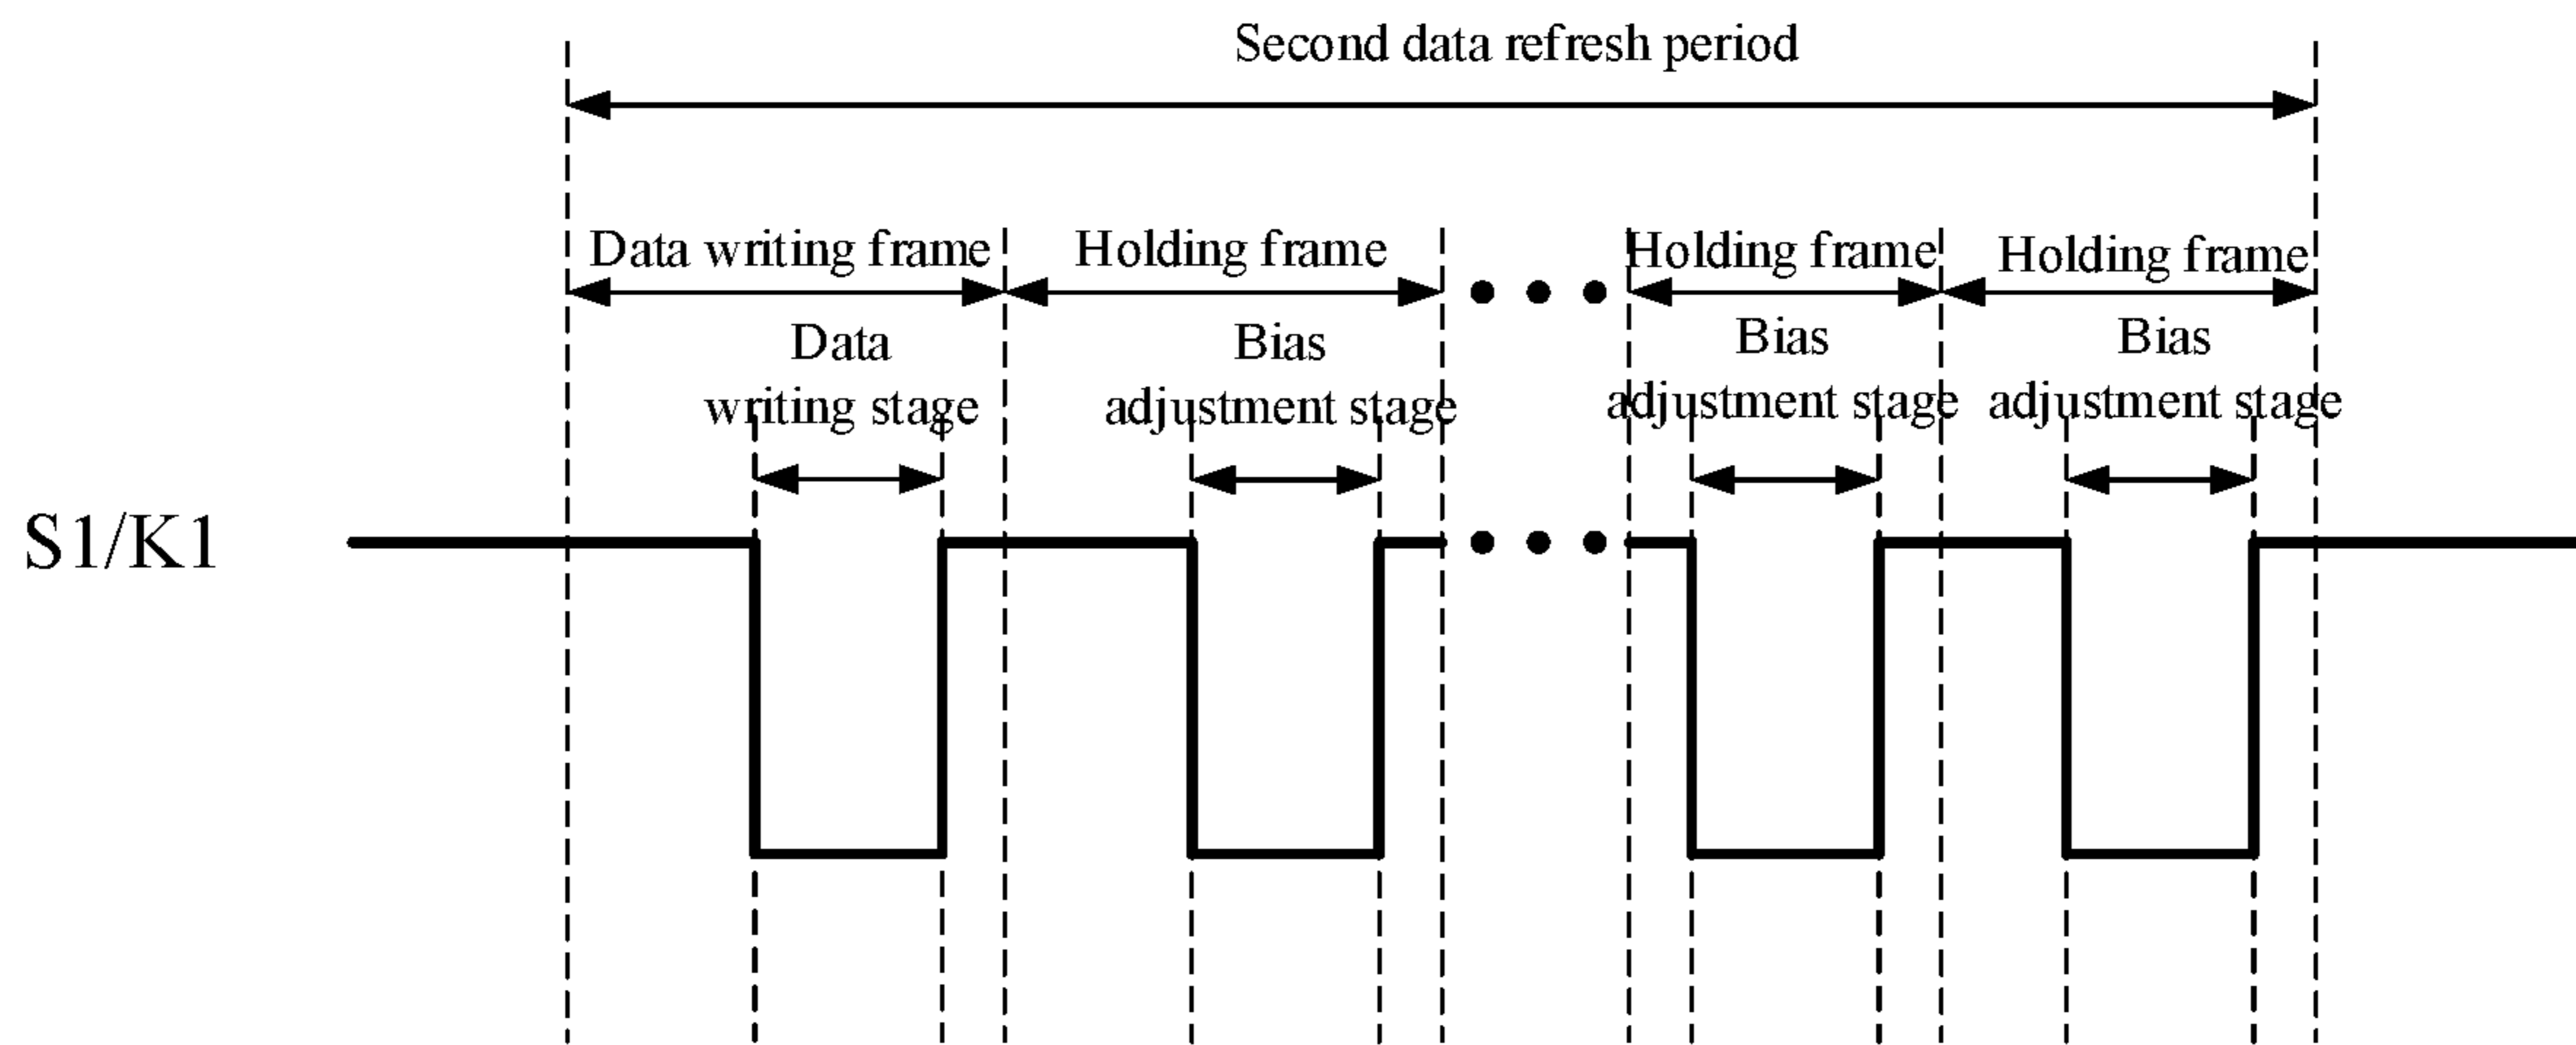 Second data refresh period
Data writing frame
Holding frame
Holding frame
Holding frame
Data
writing stage
Bias
adjustment stage
Bias
adjustment stage
Bias
adjustment stage
S1/K1